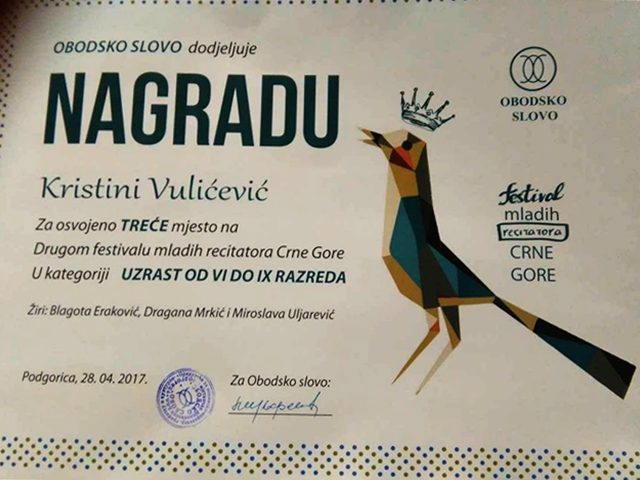 OBODSKO SLOVO dodjeljuje
NAGRADU
Kristini Vulićević
Za osvojeno TREĆE mjesto na
Drugom festivalu mladih recitatora Crne Gore
U kategoriji UZRAST OD VI DO IX RAZREDA
Žiri: Blagota Eraković, Dragana Mrkić i Miroslava Uljarević
Podgorica, 28. 04. 2017.
Za Obodsko slovo:
OBODSKO
SLOVO
festival
mladih
recitatora
CRNE
GORE